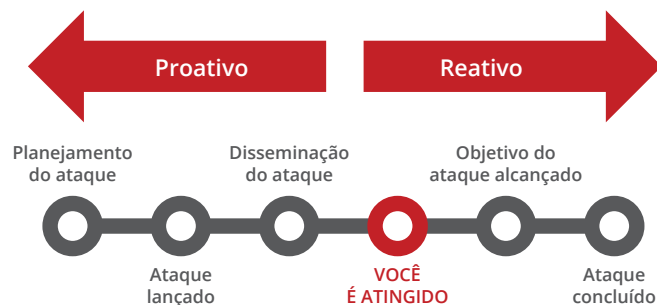 Proativo
Reativo
Planejamento
do ataque
Disseminação
do ataque
Objetivo do
ataque alcançado
Ataque
lançado
VOCÊ
É ATINGIDO
Ataque
concluído